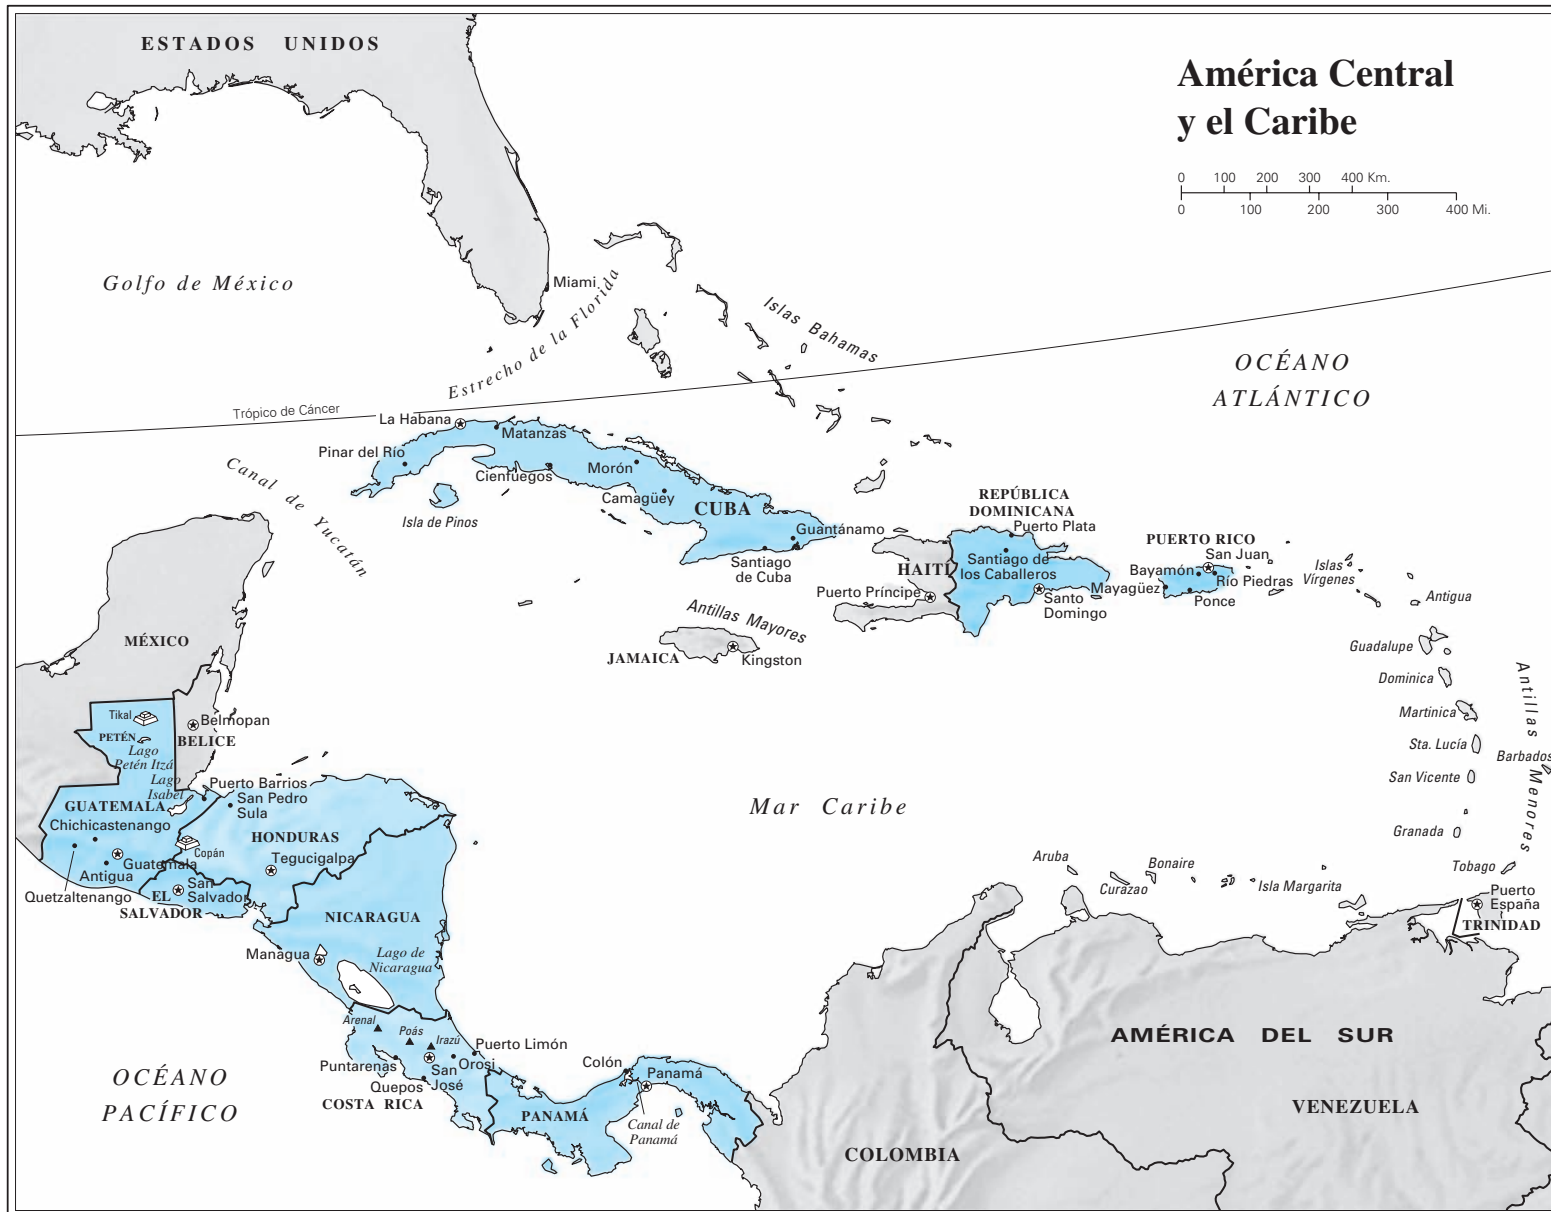 ESTADOS UNIDOS
América Central
y el Caribe
0 100 200 300 400 Km.
0 100 200 300 400 Mi.
Golfo de México
Miami
Estrecho de la Florida
Islas Bahamas
OCÉANO
ATLÁNTICO
Trópico de Cáncer
La Habana
Matanzas
Pinar del Río
Cienfuegos
Morón
Camagüey
CUBA
Isla de Pinos
Canal de Yucatán
Guantánamo
Santiago
de Cuba
REPÚBLICA
DOMINICANA
Puerto Plata
Santiago de
los Caballeros
HAITÍ
Puerto Príncipe
Santo
Domingo
PUERTO RICO
San Juan
Bayamón
Río Piedras
Mayagüez
Ponce
Islas
Vírgenes
Antigua
Antillas Mayores
JAMAICA
Kingston
Guadalupe
Dominica
Martinica
Sta. Lucía
Barbados
San Vicente
Granada
Antillas Menores
Tobago
MÉXICO
Tikal
PETÉN
Lago
Petén Itzá
Belmopan
BELICE
Lago
Isabel
Puerto Barrios
San Pedro
Sula
GUATEMALA
Chichicastenango
HONDURAS
Copán
Guatemala
Tegucigalpa
Antigua
Quetzaltenango
EL
SALVADOR
San
Salvador
NICARAGUA
Managua
Lago de
Nicaragua
Mar Caribe
Aruba
Curazao
Bonaire
Isla Margarita
Puerto
España
TRINIDAD
Arenal
Poás
Irazú
Puerto Limón
Puntarenas
San
José
Orosi
Quepos
COSTA RICA
Colón
Panamá
PANAMÁ
Canal de
Panamá
OCÉANO
PACÍFICO
AMÉRICA DEL SUR
VENEZUELA
COLOMBIA